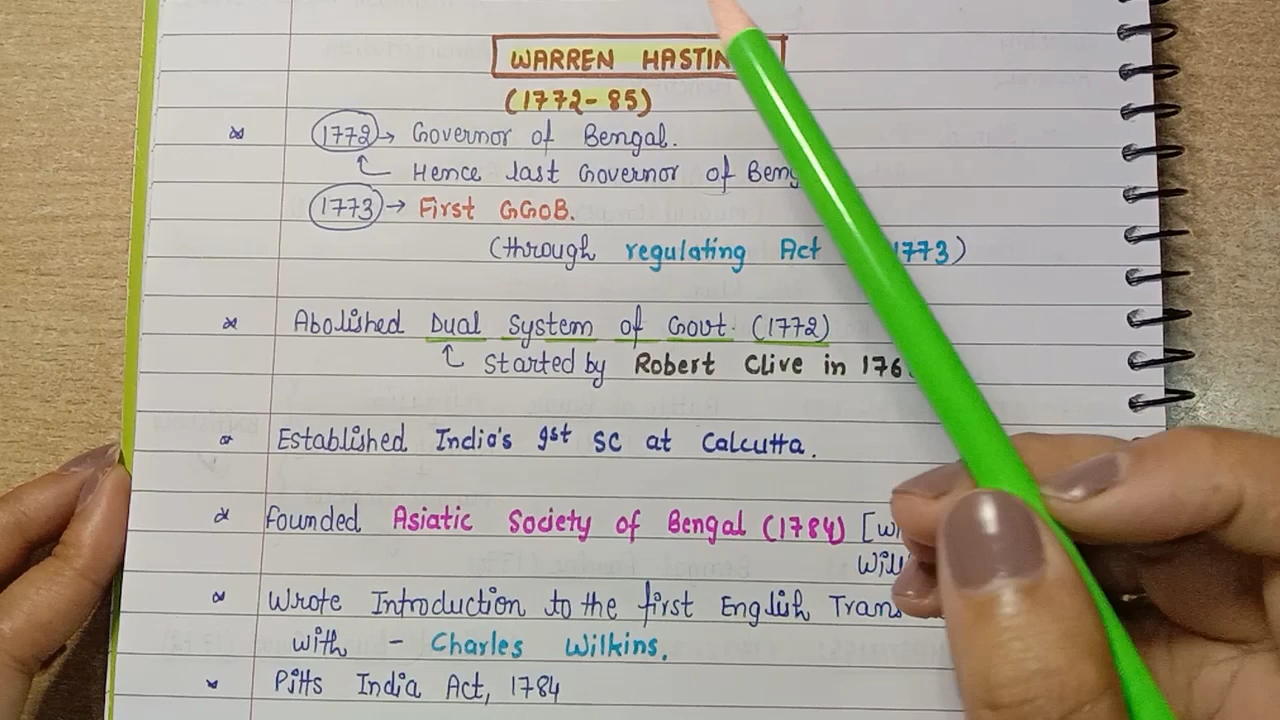 WARREN HASTIN
(1772-85)
* 1772 → Governor of Bengal.
Hence last Governor of Beng
1773 → First GGOB.
(through regulating Act 1773)
* Abolished Dual System of Govt. (1772)
Started by Robert Clive in 176
* Established India's 1st SC at Calcutta.
* Founded Asiatic Society of Bengal (1784) [w
Will
* Wrote Introduction to the first English Trans
with - Charles Wilkins.
* Pitts India Act, 1784